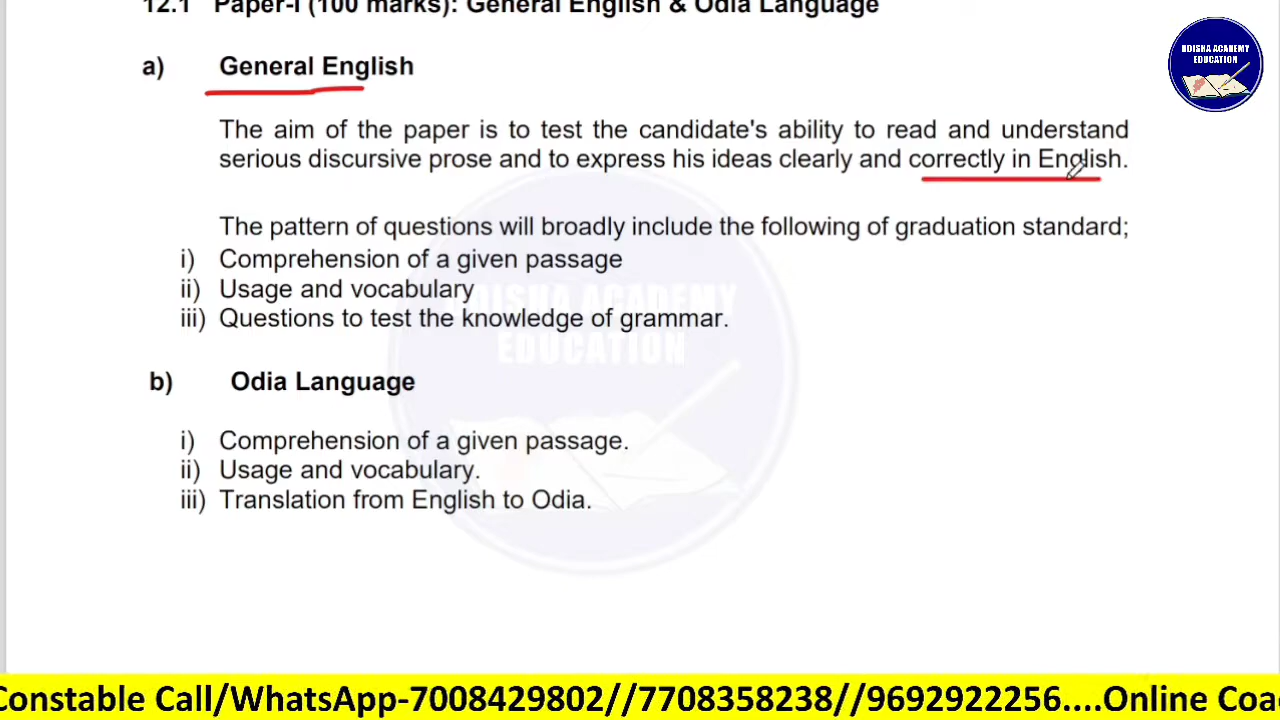 12.1 Paper-I (100 marks): General English & Odia Language
ODISHA ACADEMY
EDUCATION
a) General English
The aim of the paper is to test the candidate's ability to read and understand
serious discursive prose and to express his ideas clearly and correctly in English.
The pattern of questions will broadly include the following of graduation standard;
i) Comprehension of a given passage
ii) Usage and vocabulary
iii) Questions to test the knowledge of grammar.
ODISHA ACADEMY
EDUCATION
b) Odia Language
i) Comprehension of a given passage.
ii) Usage and vocabulary.
iii) Translation from English to Odia.
Constable Call/WhatsApp-7008429802//7708358238//9692922256....Online Coa